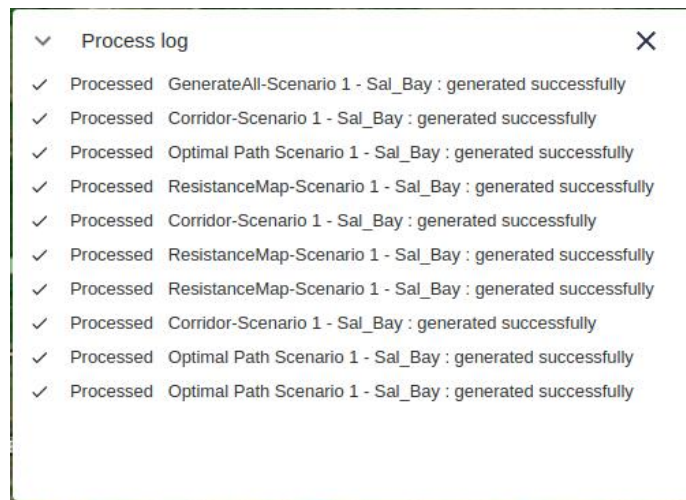 Process log
Processed GenerateAll-Scenario 1 - Sal_Bay : generated successfully
Processed Corridor-Scenario 1 - Sal_Bay : generated successfully
Processed Optimal Path Scenario 1 - Sal_Bay : generated successfully
Processed ResistanceMap-Scenario 1 - Sal_Bay : generated successfully
Processed Corridor-Scenario 1 - Sal_Bay : generated successfully
Processed ResistanceMap-Scenario 1 - Sal_Bay : generated successfully
Processed ResistanceMap-Scenario 1 - Sal_Bay : generated successfully
Processed Corridor-Scenario 1 - Sal_Bay : generated successfully
Processed Optimal Path Scenario 1 - Sal_Bay : generated successfully
Processed Optimal Path Scenario 1 - Sal_Bay : generated successfully